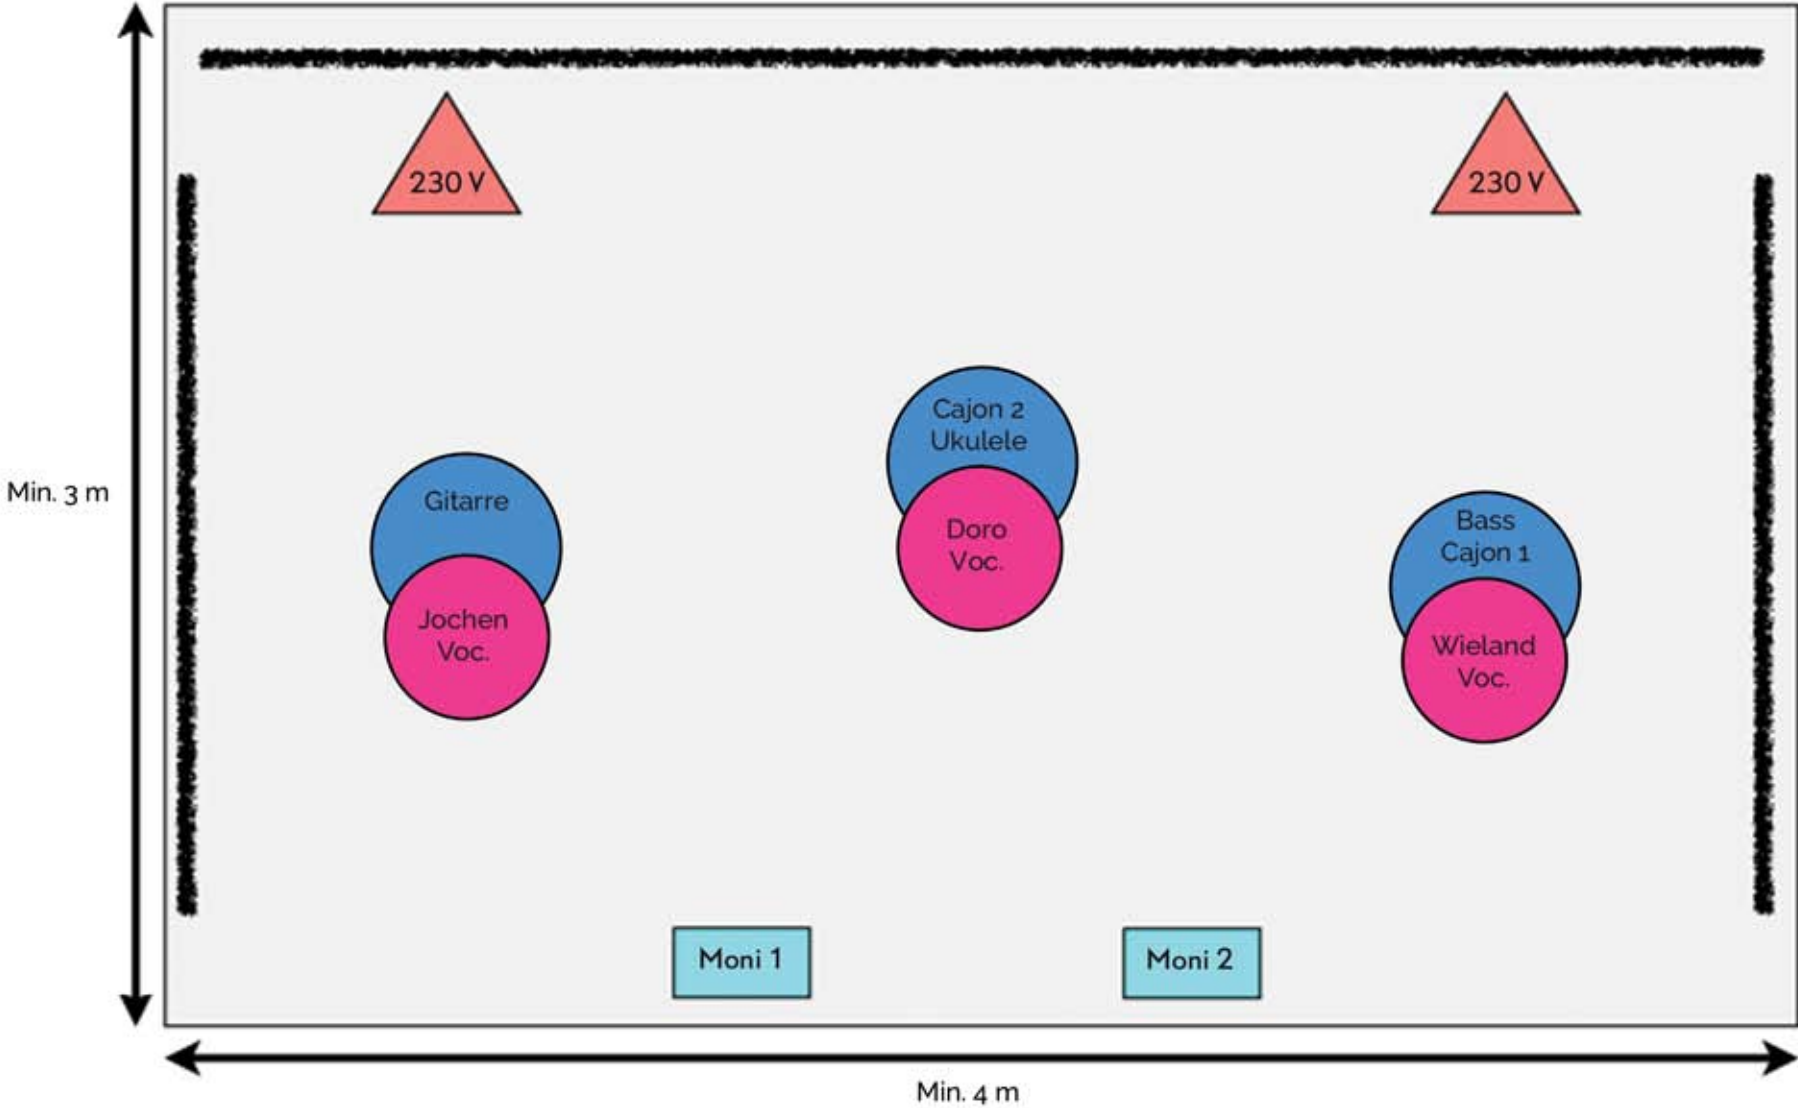 230 V
230 V
Cajon 2
Ukulele
Min. 3 m
Gitarre
Doro
Voc.
Bass
Cajon 1
Jochen
Voc.
Wieland
Voc.
Moni 1
Moni 2
Min. 4 m